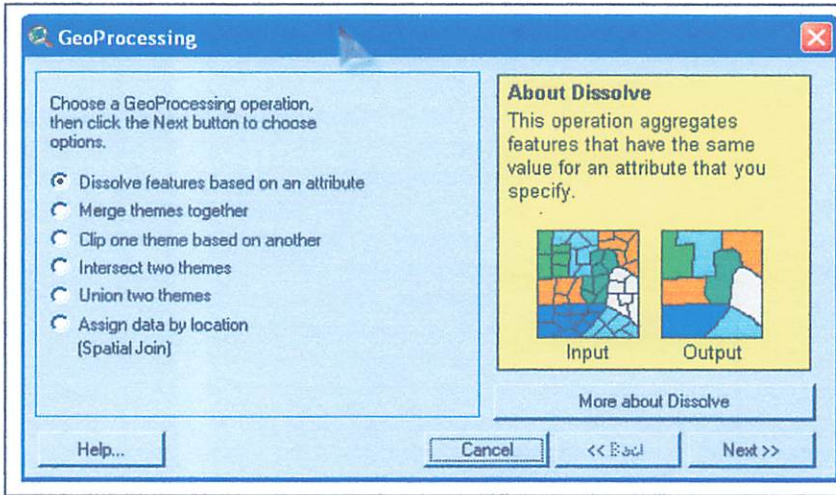 GeoProcessing
Choose a GeoProcessing operation,
then click the Next button to choose
options.
Dissolve features based on an attribute
Merge themes together
Clip one theme based on another
Intersect two themes
Union two themes
Assign data by location
(Spatial Join)
About Dissolve
This operation aggregates
features that have the same
value for an attribute that you
specify.
Input Output
More about Dissolve
Help... Cancel << Back Next >>